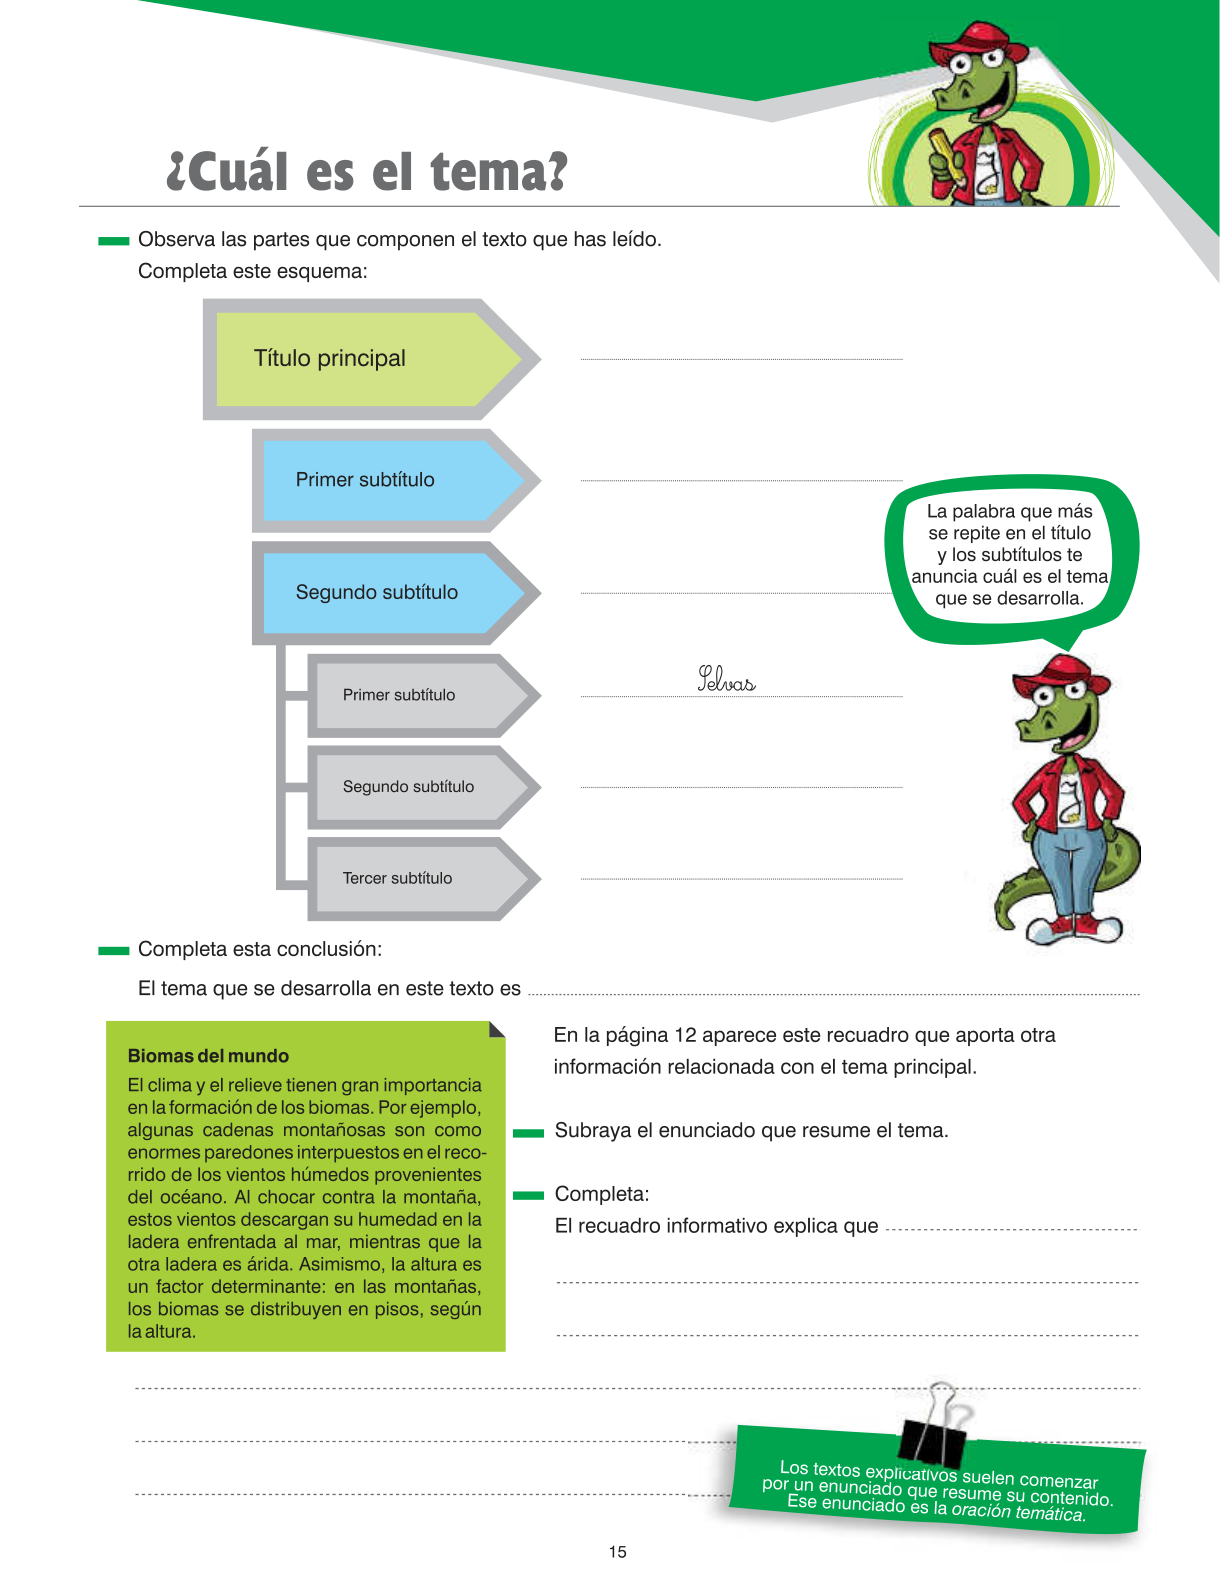 ¿Cuál es el tema?
Observa las partes que componen el texto que has leído.
Completa este esquema:
Título principal
Primer subtítulo
Segundo subtítulo
La palabra que más
se repite en el título
y los subtítulos te
anuncia cuál es el tema
que se desarrolla.
Primer subtítulo
Selvas
Segundo subtítulo
Tercer subtítulo
Completa esta conclusión:
El tema que se desarrolla en este texto es
Biomas del mundo
El clima y el relieve tienen gran importancia
en la formación de los biomas. Por ejemplo,
algunas cadenas montañosas son como
enormes paredones interpuestos en el reco-
rrido de los vientos húmedos provenientes
del océano. Al chocar contra la montaña,
estos vientos descargan su humedad en la
ladera enfrentada al mar, mientras que la
otra ladera es árida. Asimismo, la altura es
un factor determinante: en las montañas,
los biomas se distribuyen en pisos, según
la altura.
En la página 12 aparece este recuadro que aporta otra
información relacionada con el tema principal.
Subraya el enunciado que resume el tema.
Completa:
El recuadro informativo explica que
Los textos explicativos suelen comenzar
por un enunciado que resume su contenido.
Ese enunciado es la oración temática.
15